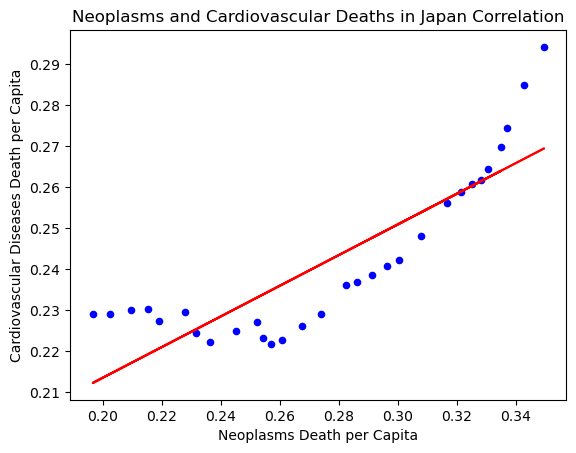 Neoplasms and Cardiovascular Deaths in Japan Correlation
Cardiovascular Diseases Death per Capita
0.29
0.28
0.27
0.26
0.25
0.24
0.23
0.22
0.21
0.20 0.22 0.24 0.26 0.28 0.30 0.32 0.34
Neoplasms Death per Capita